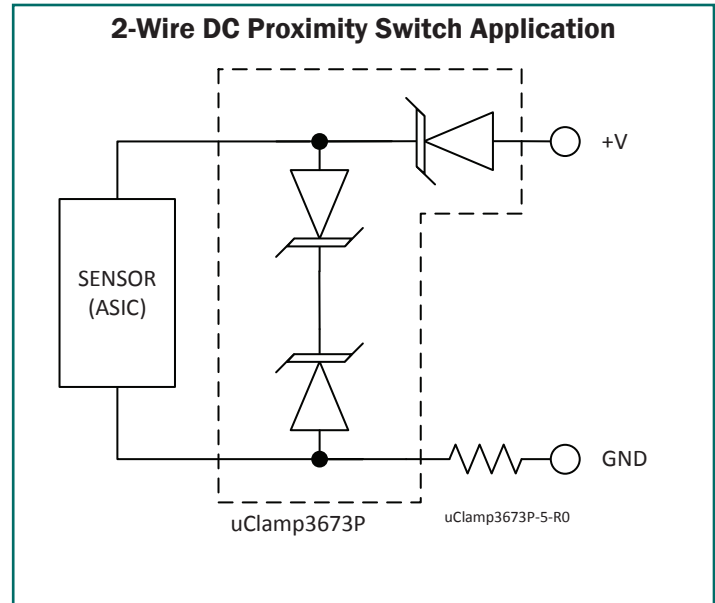 2-Wire DC Proximity Switch Application
+V
SENSOR
(ASIC)
GND
uClamp3673P
uClamp3673P-5-R0